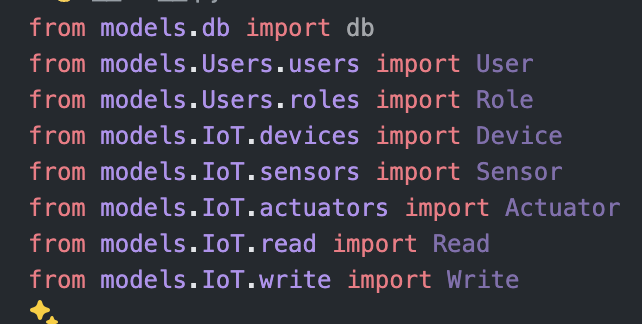 from models.db import db
from models.Users.users import User
from models.Users.roles import Role
from models.IoT.devices import Device
from models.IoT.sensors import Sensor
from models.IoT.actuators import Actuator
from models.IoT.read import Read
from models.IoT.write import Write